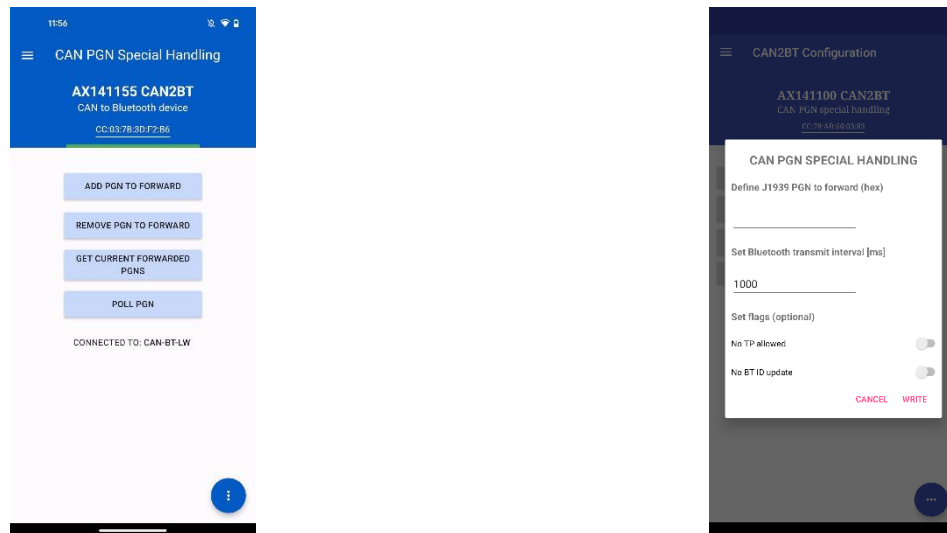 11:56
CAN PGN Special Handling
AX141155 CAN2BT
CAN to Bluetooth device
CC:03:7B:3D:F2:B6
ADD PGN TO FORWARD
REMOVE PGN TO FORWARD
GET CURRENT FORWARDED
PGNS
POLL PGN
CONNECTED TO: CAN-BT-LW
CAN2BT Configuration
AX141100 CAN2BT
CAN PGN special handling
CAN PGN SPECIAL HANDLING
Define J1939 PGN to forward (hex)
Set Bluetooth transmit interval [ms]
1000
Set flags (optional)
No TP allowed
No BT ID update
CANCEL WRITE